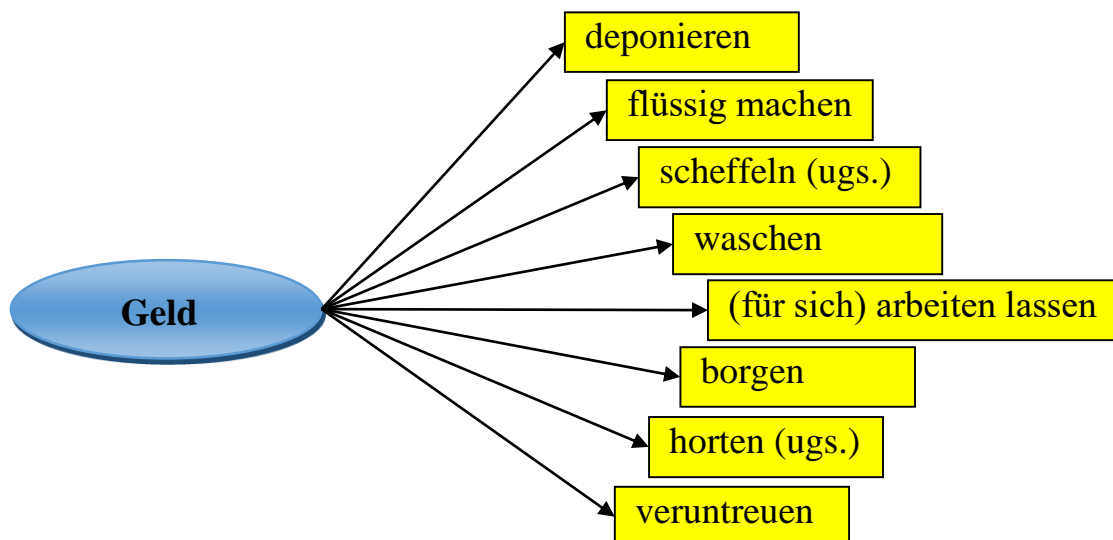 deponieren
flüssig machen
scheffeln (ugs.)
waschen
Geld
(für sich) arbeiten lassen
borgen
horten (ugs.)
veruntreuen